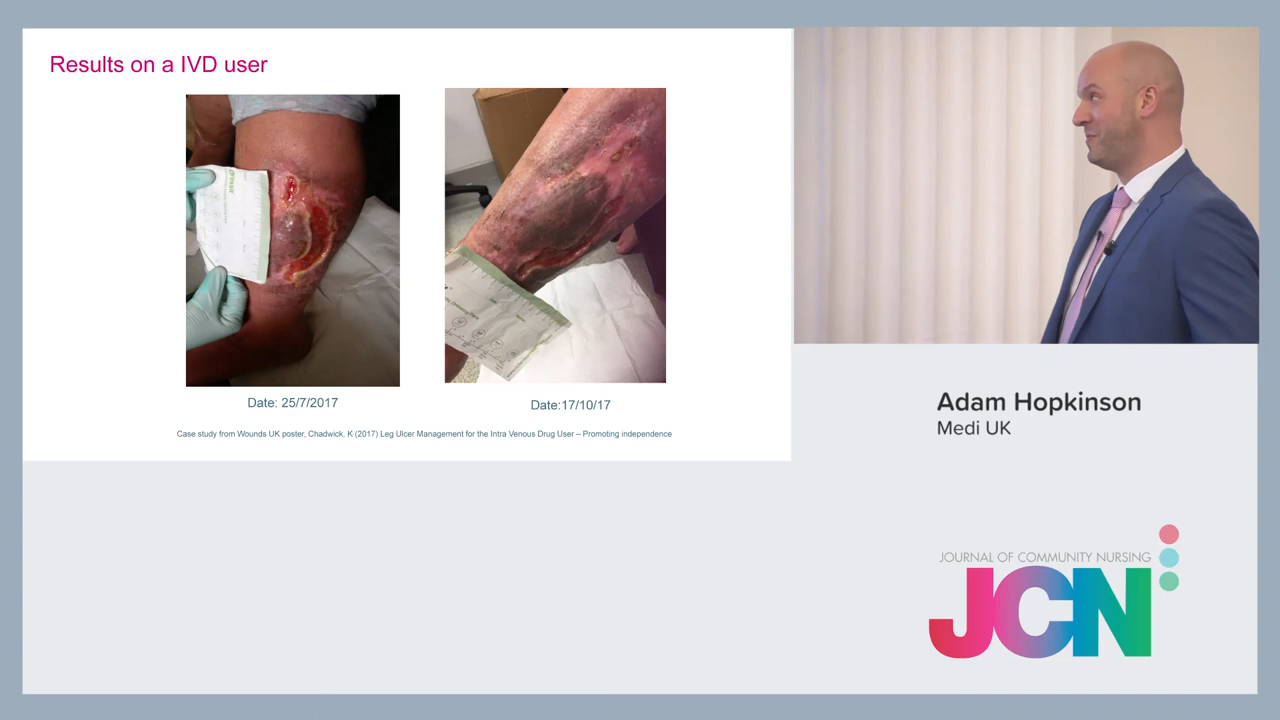 Results on a IVD user
Date: 25/7/2017
Date:17/10/17
Case study from Wounds UK poster, Chadwick, K (2017) Leg Ulcer Management for the Intra Venous Drug User – Promoting independence
Adam Hopkinson
Medi UK
JOURNAL OF COMMUNITY NURSING
JCN